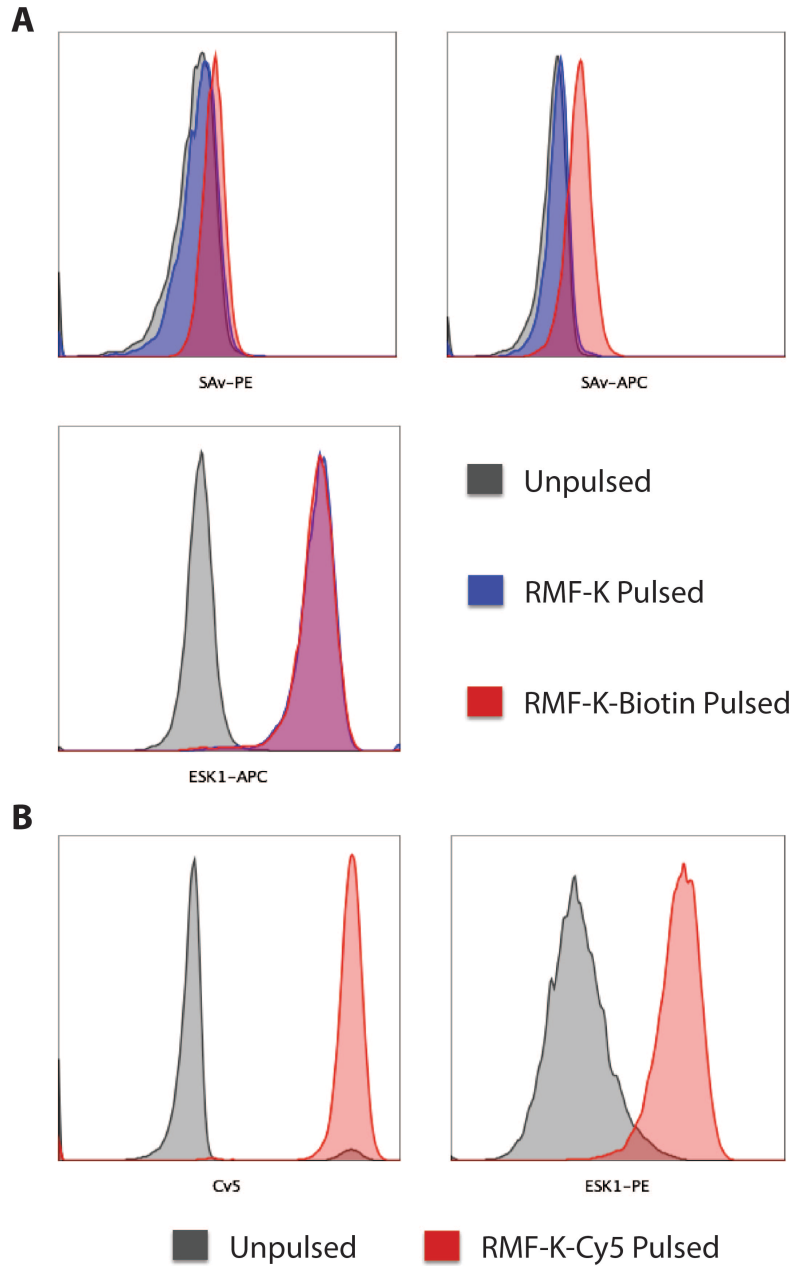 A
SAv-PE
SAv-APC
Unpulsed
RMF-K Pulsed
RMF-K-Biotin Pulsed
ESK1-APC
B
Cy5
ESK1-PE
Unpulsed
RMF-K-Cy5 Pulsed